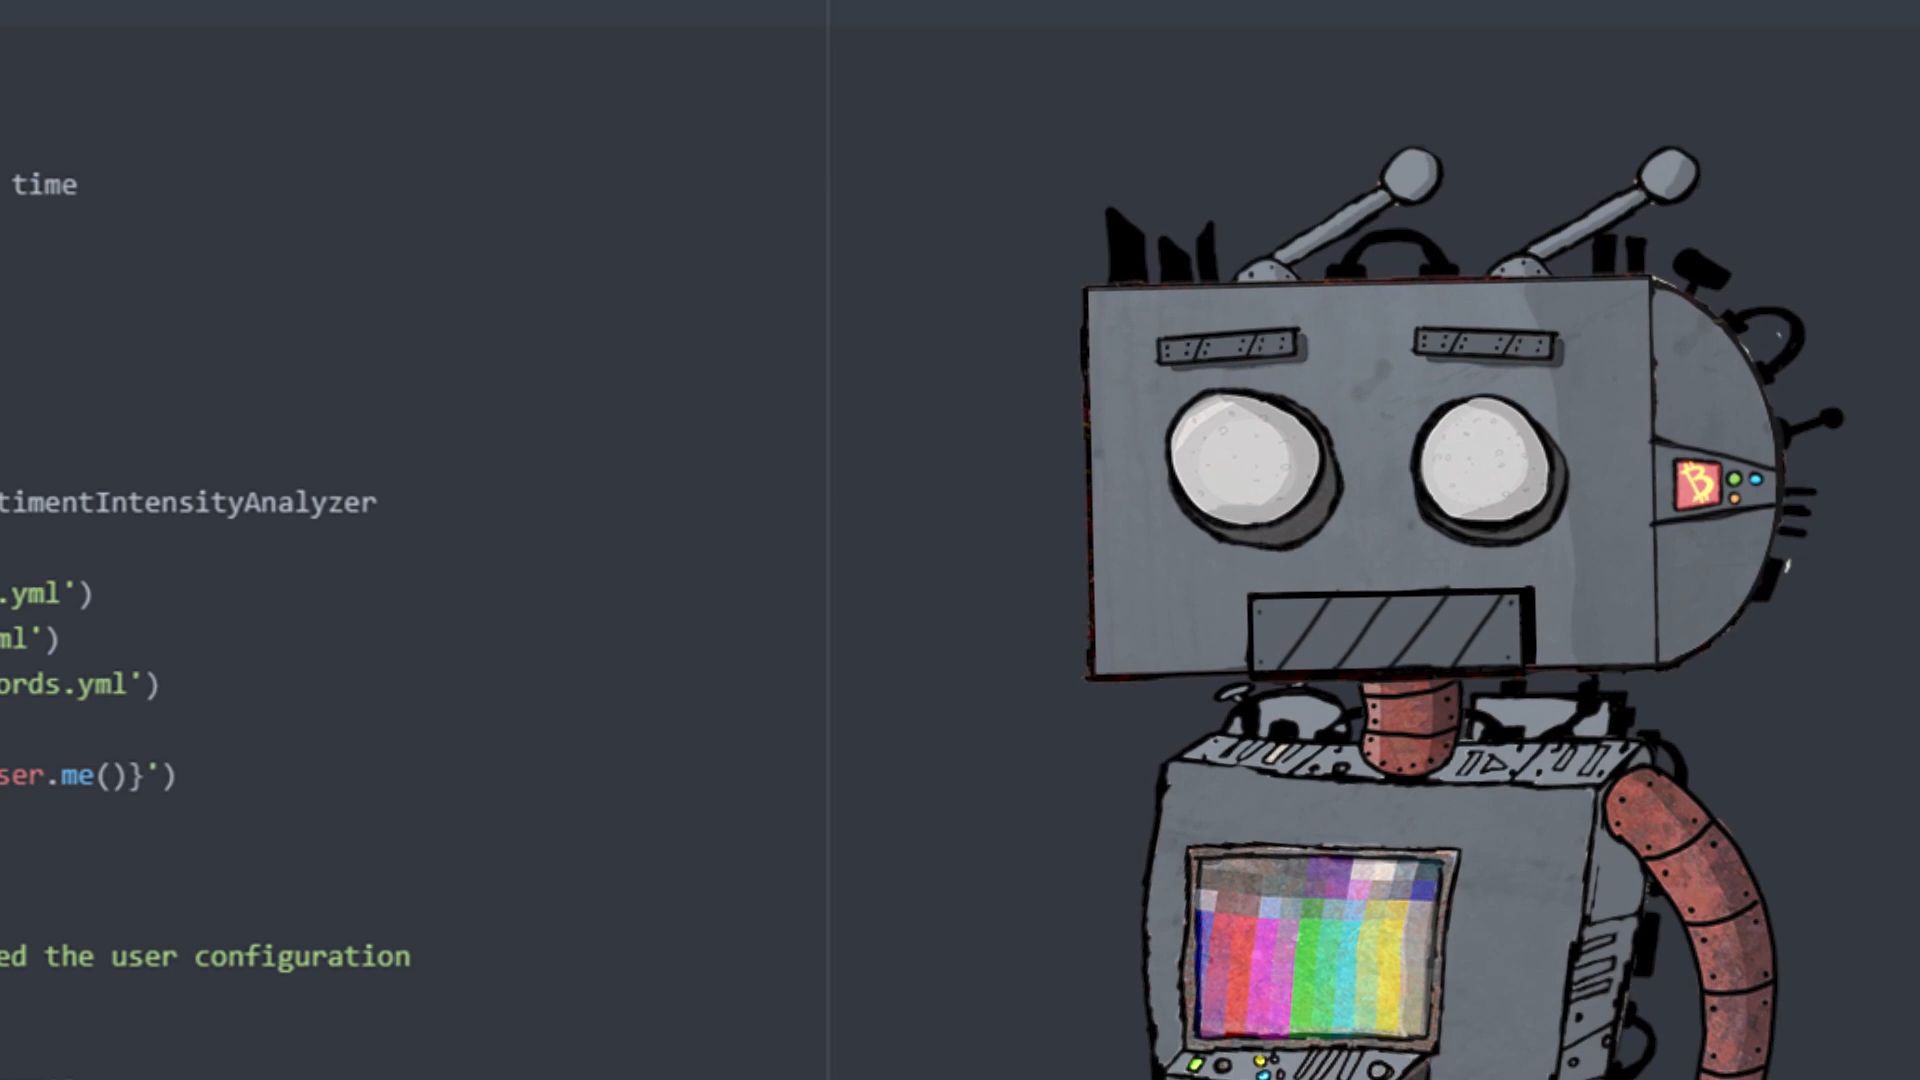 time
timentIntensityAnalyzer
.yml')
ml')
ords.yml')
ser.me()}')
ed the user configuration